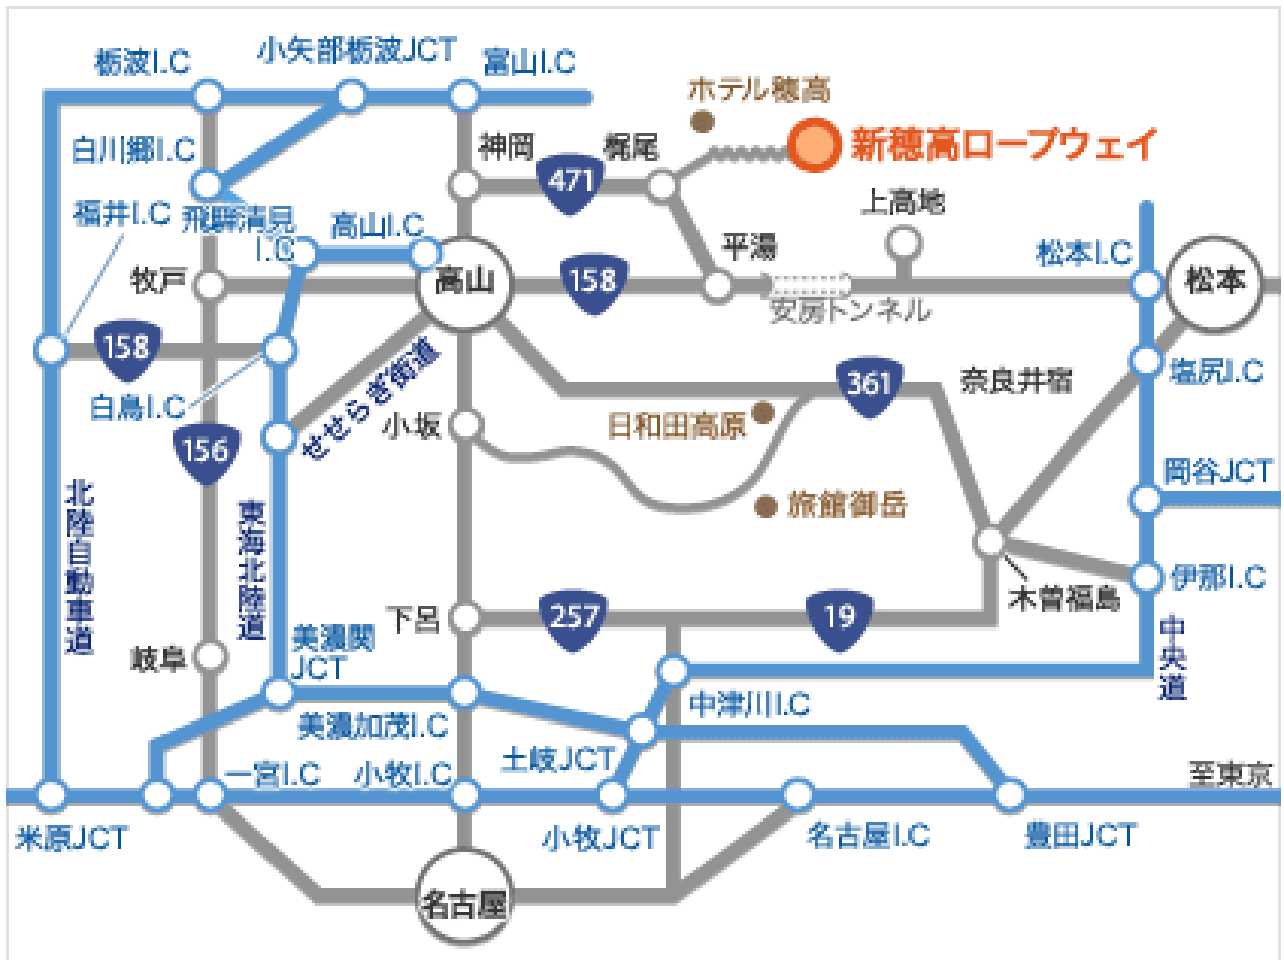 砺波I.C
小矢部砺波JCT
富山I.C
ホテル穂高
新穂高ロープウェイ
白川郷I.C
神岡
栃尾
471
上高地
福井I.C
飛騨清見
I.C
高山I.C
平湯
松本I.C
牧戸
高山
158
松本
安房トンネル
158
塩尻I.C
白鳥I.C
せせらぎ街道
361
奈良井宿
小坂
日和田高原
156
岡谷JCT
旅館御岳
北陸自動車道
東海北陸道
伊那I.C
木曽福島
下呂
257
19
中央道
岐阜
美濃関
JCT
中津川I.C
美濃加茂I.C
土岐JCT
一宮I.C
小牧I.C
至東京
米原JCT
小牧JCT
名古屋I.C
豊田JCT
名古屋